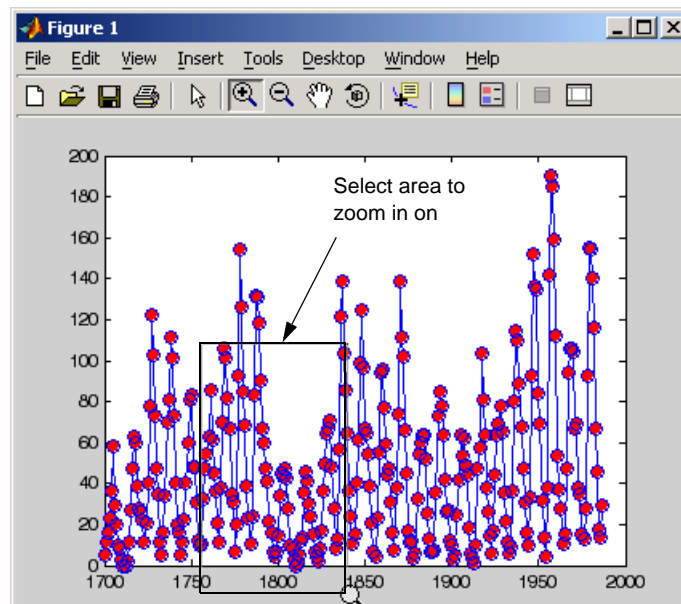 Figure 1
File Edit View Insert Tools Desktop Window Help
200
180
160
140
120
100
80
60
40
20
0
Select area to
zoom in on
1700 1750 1800 1850 1900 1950 2000